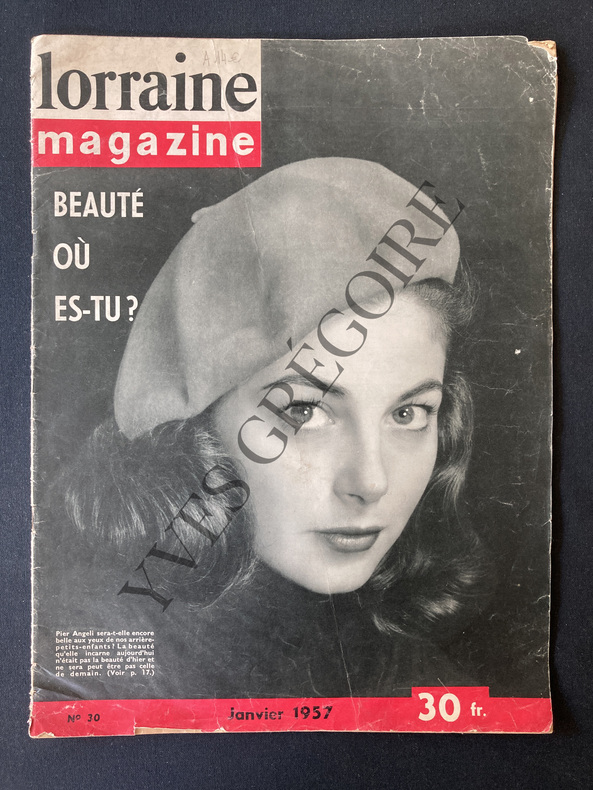 A 14€
lorraine
magazine
BEAUTÉ
OÙ
ES-TU ?
YVES GRÉGOIRE
Pier Angeli sera-t-elle encore
belle aux yeux de nos arrière-
petits-enfants ? La beauté
qu'elle incarne aujourd'hui
n'était pas la beauté d'hier et
ne sera peut être pas celle
de demain. (Voir p. 17.)
Nº 30
Janvier 1957
30 fr.